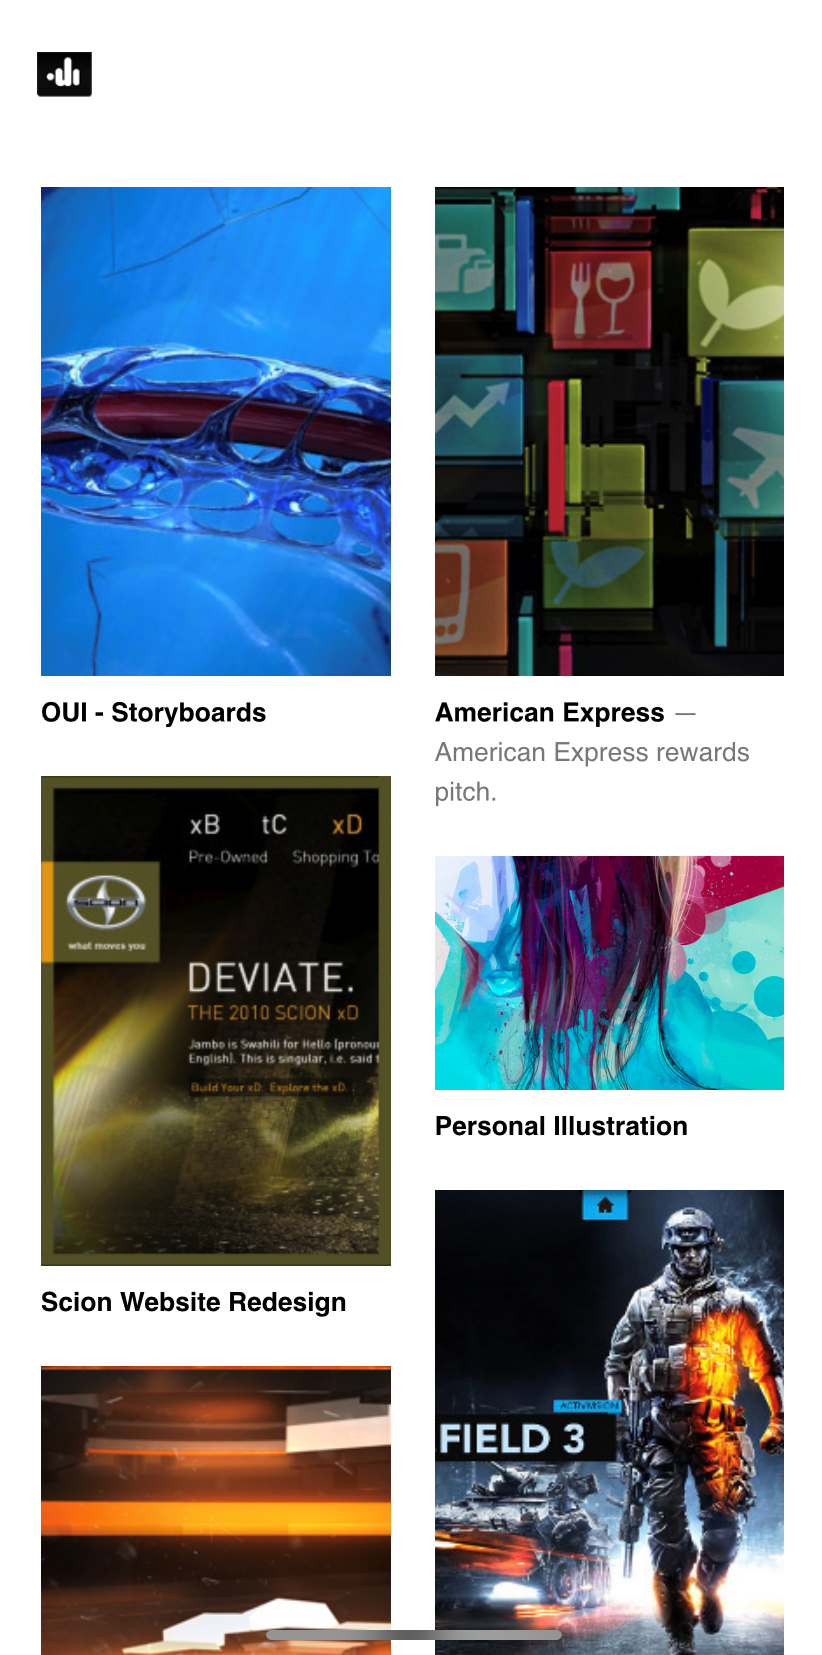 OUI - Storyboards
American Express —
American Express rewards
pitch.
xB tC xD
Pre-Owned Shopping To
SCION
what moves you
DEVIATE.
THE 2010 SCION xD
Jambo is Swahili for Hello (pronou
English). This is singular, i.e. said t
Build Your xD. Explore the xD.
Scion Website Redesign
Personal Illustration
ACTIVISION
FIELD 3